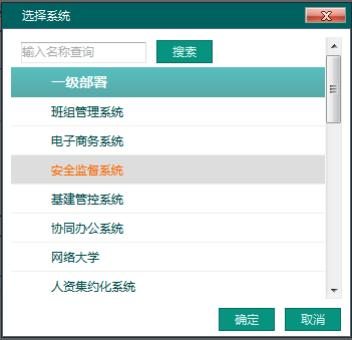 选择系统
输入名称查询 搜索
一级部署
班组管理系统
电子商务系统
安全监督系统
基建管控系统
协同办公系统
网络大学
人资集约化系统
确定 取消